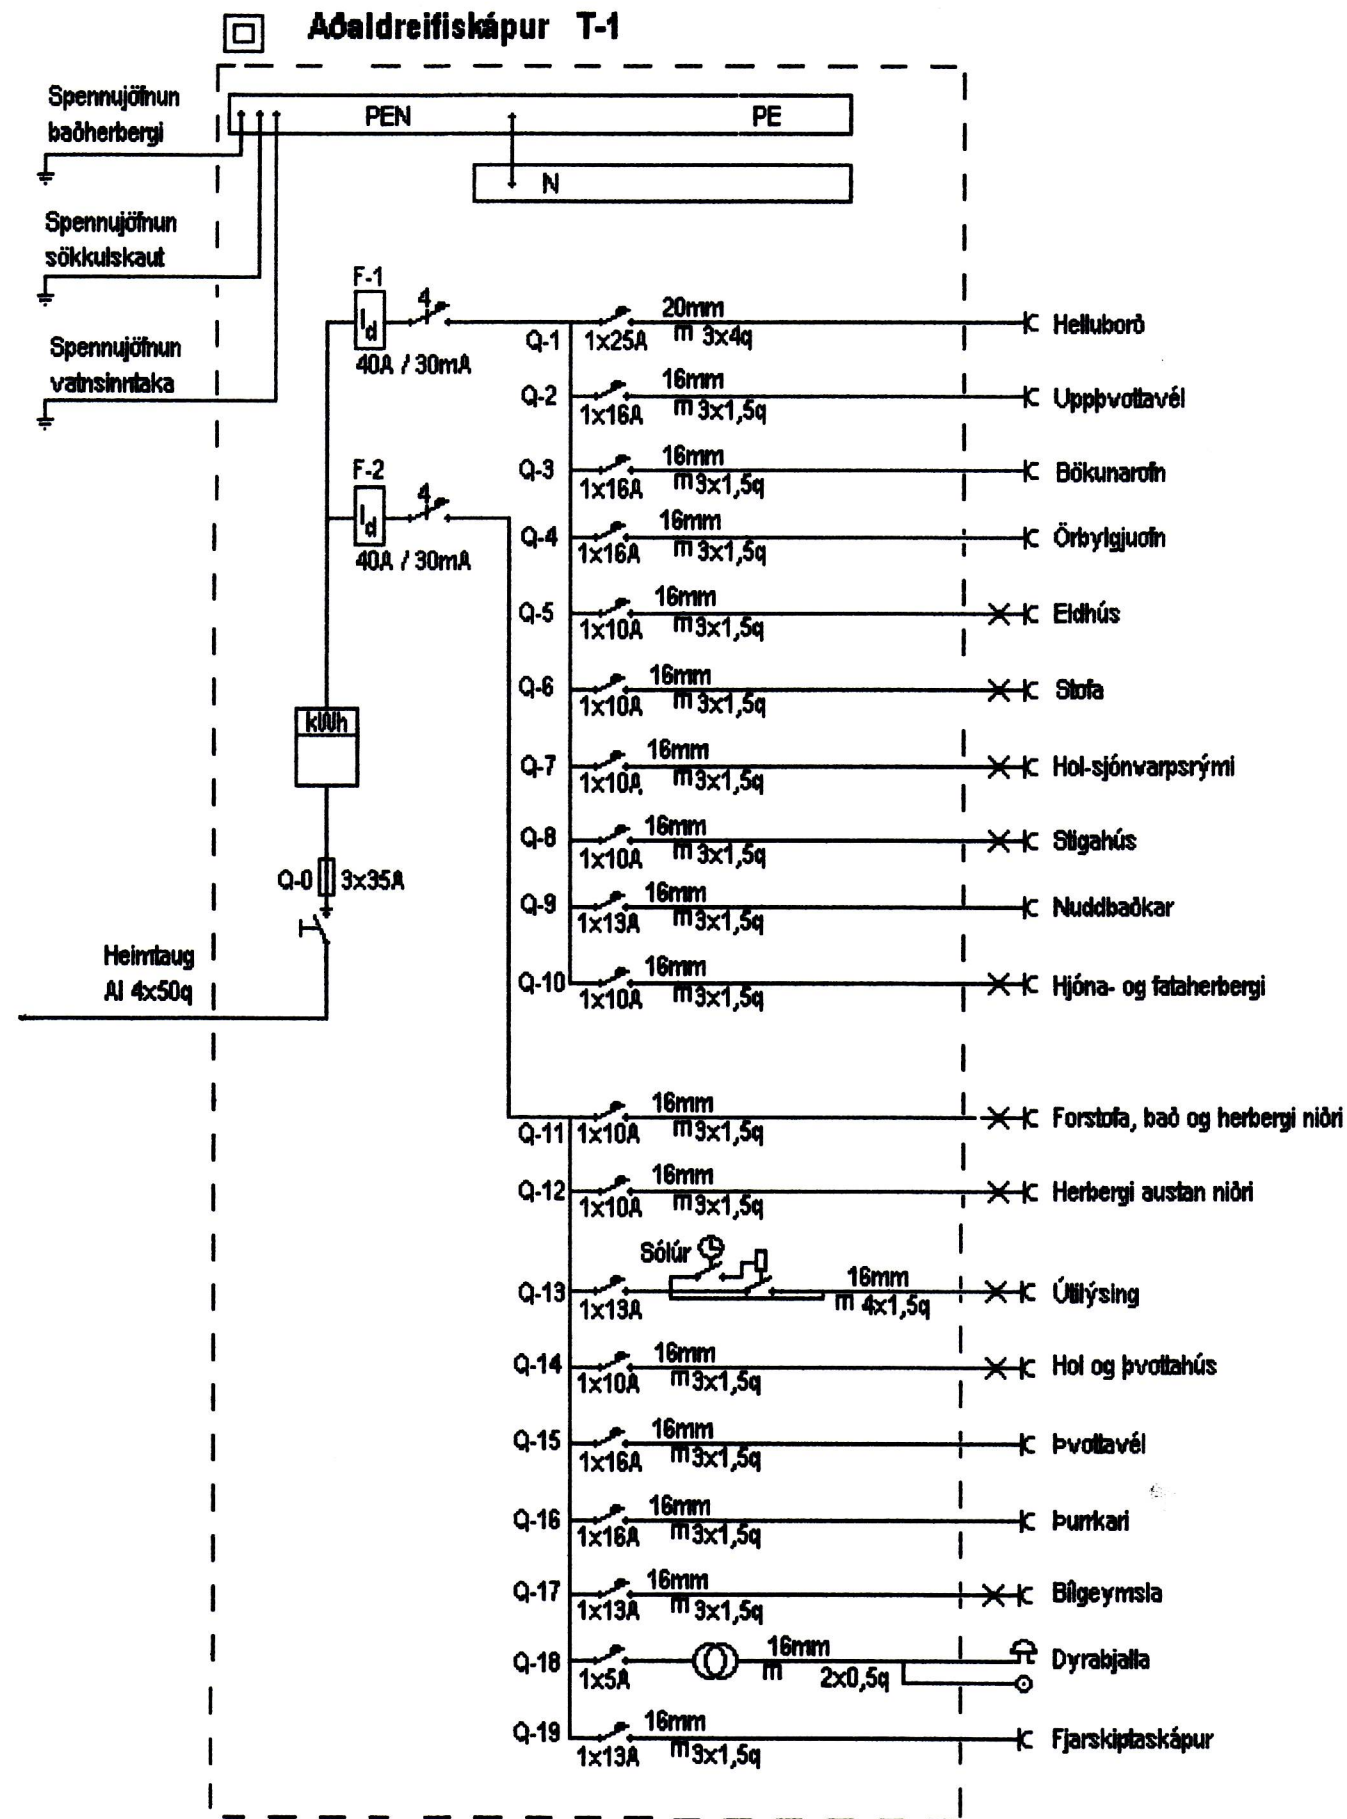 Aðaldreifiskápur T-1
Spennujöfnun
baðherbergi
PEN PE
N
Spennujöfnun
sökkulskaut
Spennujöfnun
vatnsinntaka
F-1
Id
4
40A / 30mA
F-2
Id
4
40A / 30mA
kWh
Q-0 3x35A
Heimtaug
Al 4x50q
Q-1 1x25A 20mm m 3x4q Helluborð
Q-2 1x16A 16mm m 3x1,5q Uppþvottavél
Q-3 1x16A 16mm m 3x1,5q Bökunarofn
Q-4 1x16A 16mm m 3x1,5q Örbylgjuofn
Q-5 1x10A 16mm m 3x1,5q Eldhús
Q-6 1x10A 16mm m 3x1,5q Stofa
Q-7 1x10A 16mm m 3x1,5q Hol-sjónvarpsrými
Q-8 1x10A 16mm m 3x1,5q Stigahús
Q-9 1x13A 16mm m 3x1,5q Nuddbaðkar
Q-10 1x10A 16mm m 3x1,5q Hjóna- og fataherbergi
Q-11 1x10A 16mm m 3x1,5q Forstofa, bað og herbergi niðri
Q-12 1x10A 16mm m 3x1,5q Herbergi austan niðri
Sólúr
Q-13 1x13A 16mm m 4x1,5q Útilýsing
Q-14 1x10A 16mm m 3x1,5q Hol og þvottahús
Q-15 1x16A 16mm m 3x1,5q Þvottavél
Q-16 1x16A 16mm m 3x1,5q Þurrkari
Q-17 1x13A 16mm m 3x1,5q Bílgeymsla
Q-18 1x5A 16mm m 2x0,5q Dyrabjalla
Q-19 1x13A 16mm m 3x1,5q Fjarskiptaskápur